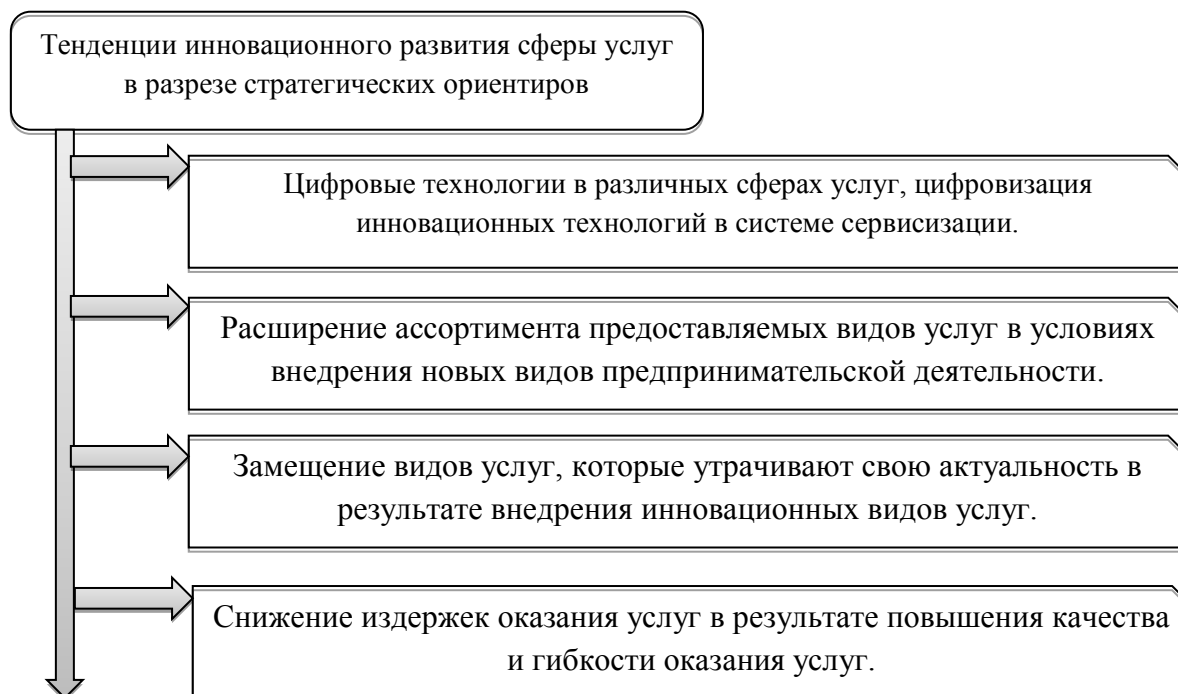 Тенденции инновационного развития сферы услуг
в разрезе стратегических ориентиров
Цифровые технологии в различных сферах услуг, цифровизация
инновационных технологий в системе сервисизации.
Расширение ассортимента предоставляемых видов услуг в условиях
внедрения новых видов предпринимательской деятельности.
Замещение видов услуг, которые утрачивают свою актуальность в
результате внедрения инновационных видов услуг.
Снижение издержек оказания услуг в результате повышения качества
и гибкости оказания услуг.